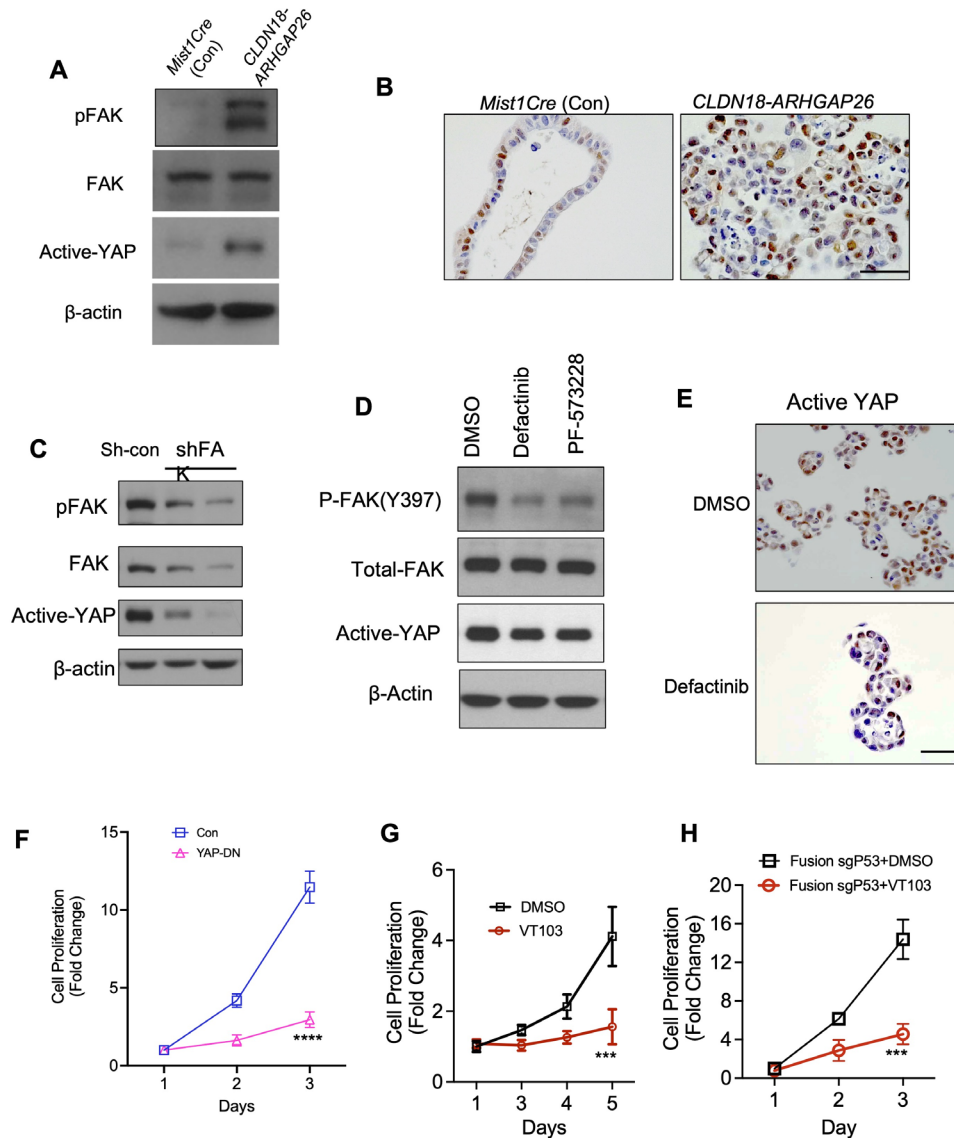 A
Mist1Cre
(Con)
CLDN18-
ARHGAP26
pFAK
FAK
Active-YAP
β-actin
B
Mist1Cre (Con)
CLDN18-ARHGAP26
C
Sh-con
shFA
K
pFAK
FAK
Active-YAP
β-actin
D
DMSO
Defactinib
PF-573228
P-FAK(Y397)
Total-FAK
Active-YAP
β-Actin
E
Active YAP
DMSO
Defactinib
F
Con
YAP-DN
Cell Proliferation
(Fold Change)
15
10
5
0
****
1 2 3
Days
G
DMSO
VT103
Cell Proliferation
(Fold Change)
6
4
2
0
***
1 3 4 5
Days
H
Fusion sgP53+DMSO
Fusion sgP53+VT103
Cell Proliferation
(Fold Change)
20
16
12
8
4
0
***
1 2 3
Day